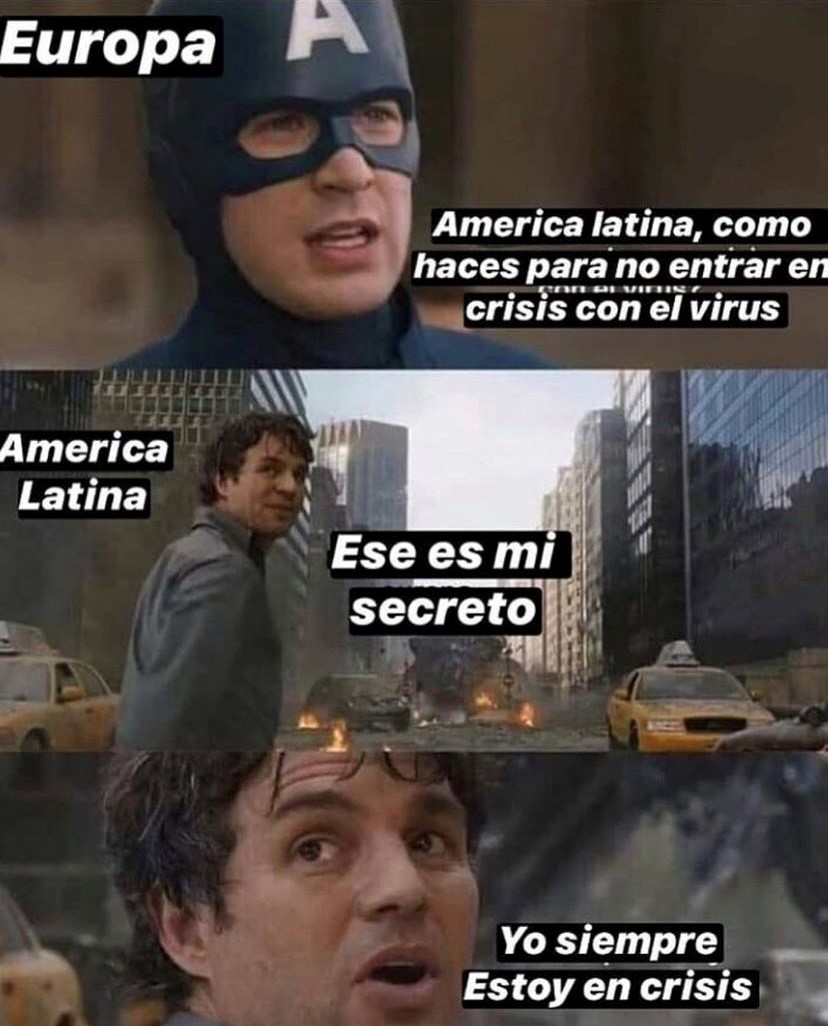 Europa
A
America latina, como
haces para no entrar en
crisis con el virus
America
Latina
Ese es mi
secreto
Yo siempre
Estoy en crisis